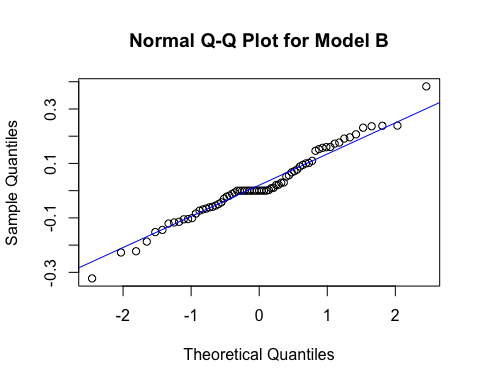 Normal Q-Q Plot for Model B
Sample Quantiles
0.3
0.1
-0.1
-0.3
-2 -1 0 1 2
Theoretical Quantiles